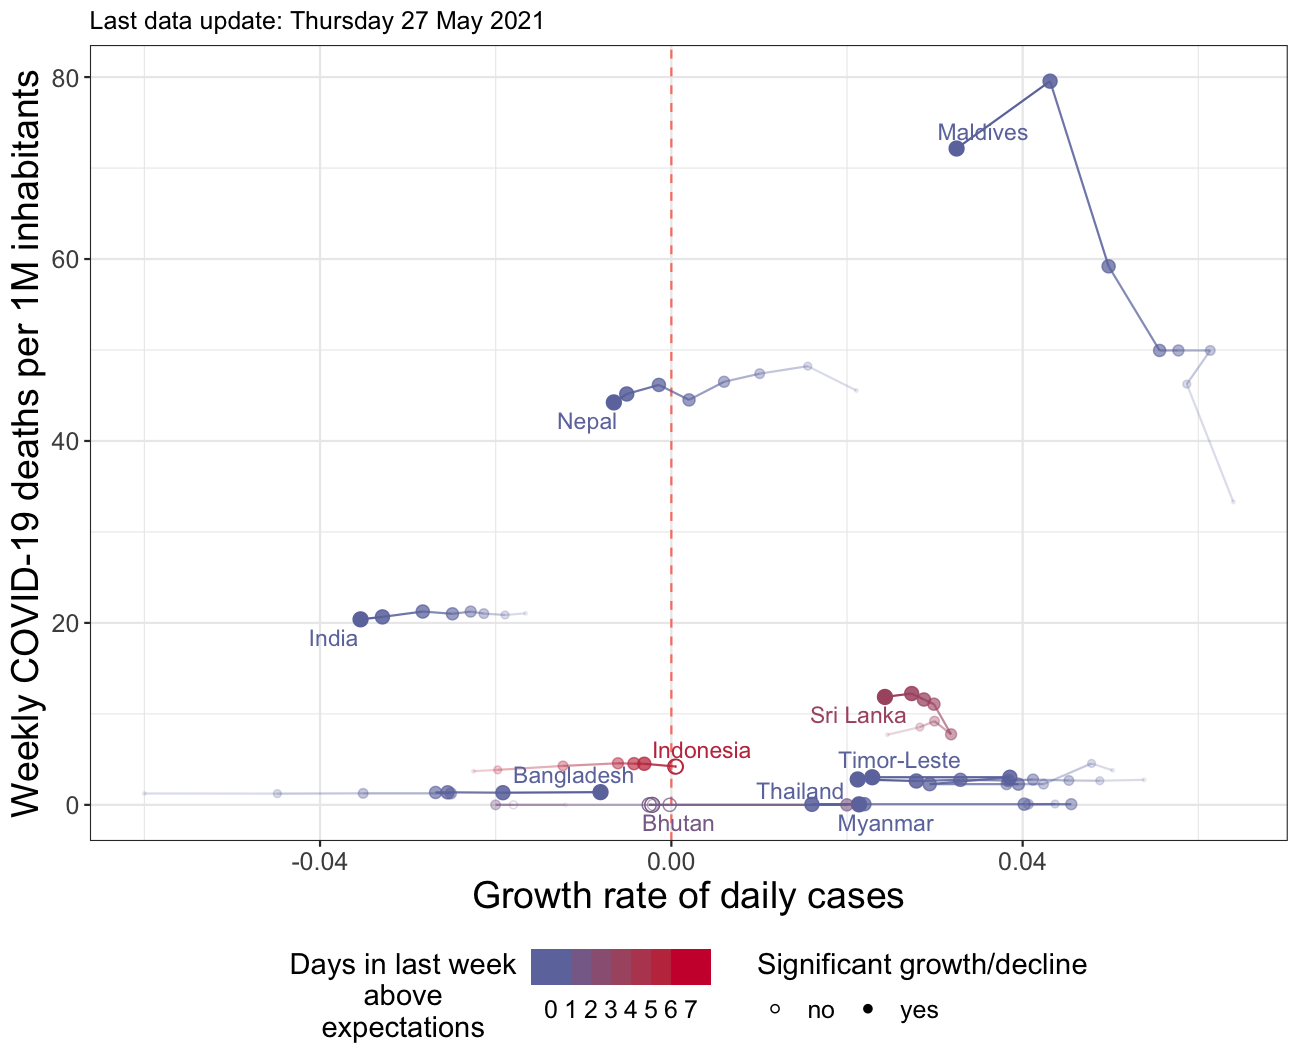 Last data update: Thursday 27 May 2021
Weekly COVID-19 deaths per 1M inhabitants
80
60
40
20
0
Maldives
Nepal
India
Sri Lanka
Indonesia
Timor-Leste
Bangladesh
Thailand
Bhutan
Myanmar
-0.04
0.00
0.04
Growth rate of daily cases
Days in last week
above
expectations
0 1 2 3 4 5 6 7
Significant growth/decline
no
yes